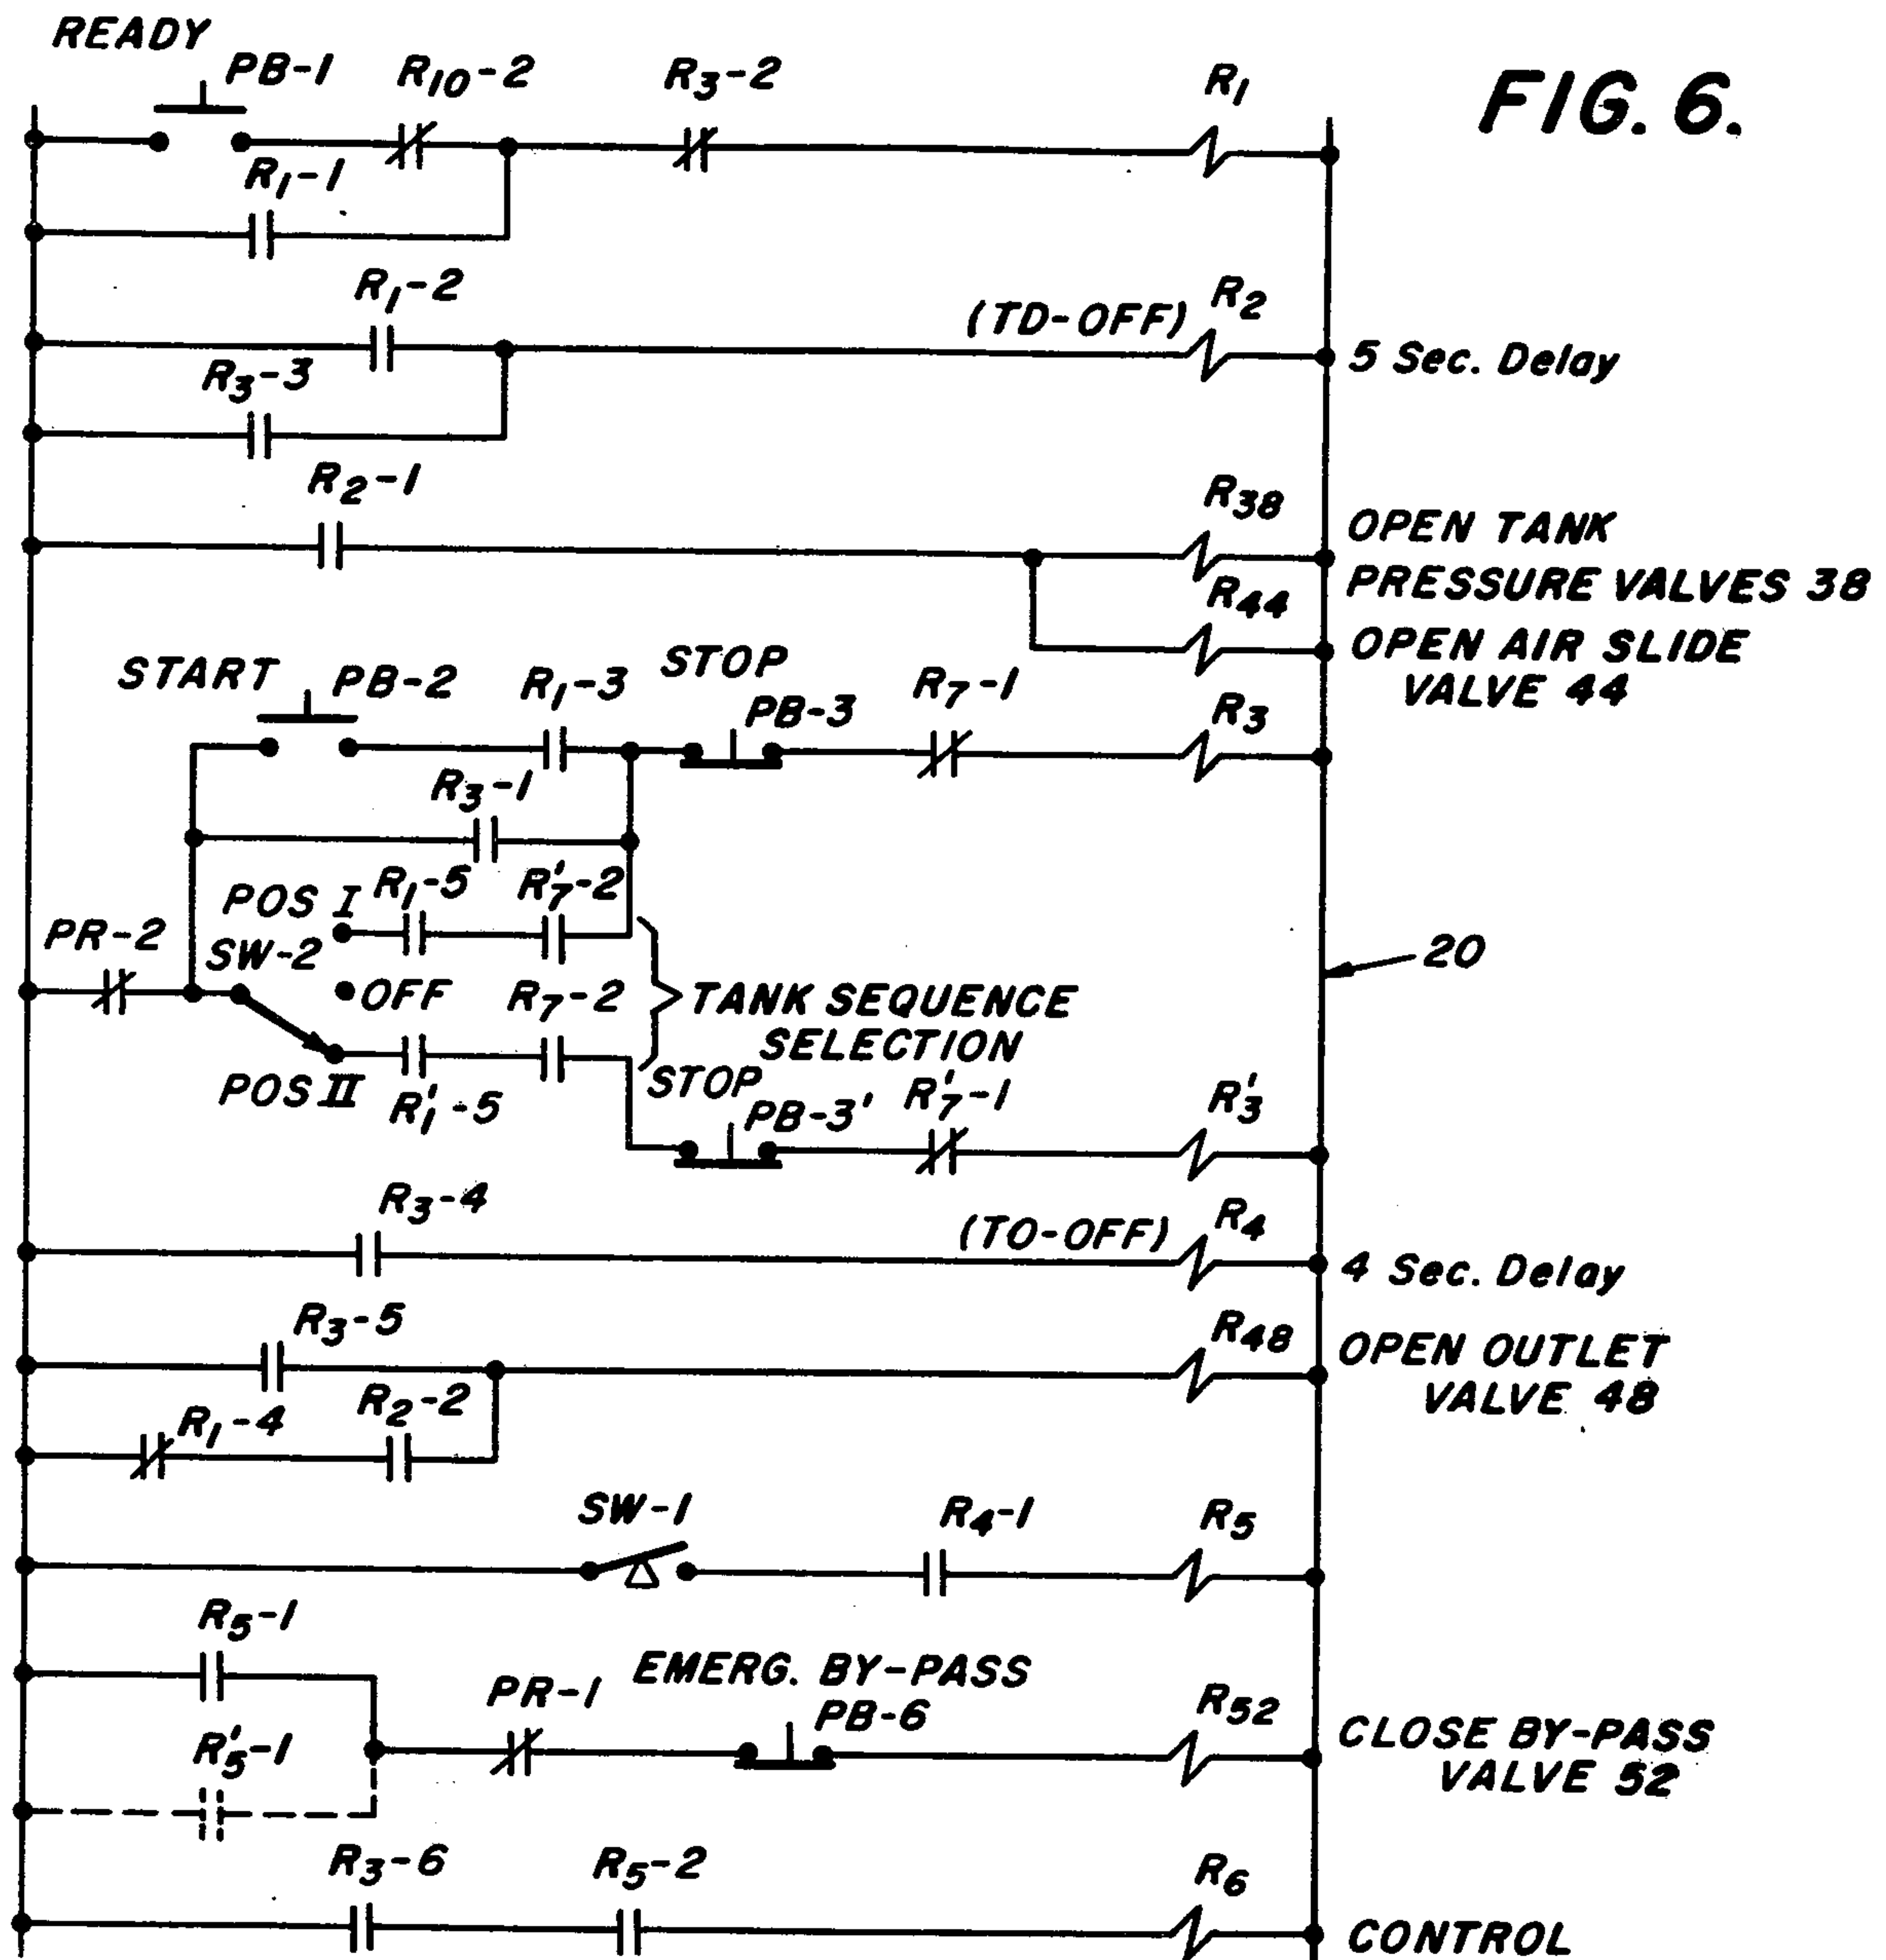 READY
PB-1
R10-2
R3-2
R1
FIG. 6.
R1-1
R1-2
(TD-OFF)
R2
5 Sec. Delay
R3-3
R2-1
R38
OPEN TANK
PRESSURE VALVES 38
R44
OPEN AIR SLIDE
VALVE 44
START
PB-2
R1-3
STOP
PB-3
R7-1
R3
R3-1
POS I
R1-5
R'7-2
PR-2
SW-2
OFF
R7-2
TANK SEQUENCE
SELECTION
20
POS II
R'1-5
STOP
PB-3'
R'7-1
R'3
R3-4
(TO-OFF)
R4
4 Sec. Delay
R3-5
R48
OPEN OUTLET
VALVE 48
R1-4
R2-2
SW-1
R4-1
R5
R5-1
EMERG. BY-PASS
PR-1
PB-6
R52
CLOSE BY-PASS
VALVE 52
R'5-1
R3-6
R5-2
R6
CONTROL